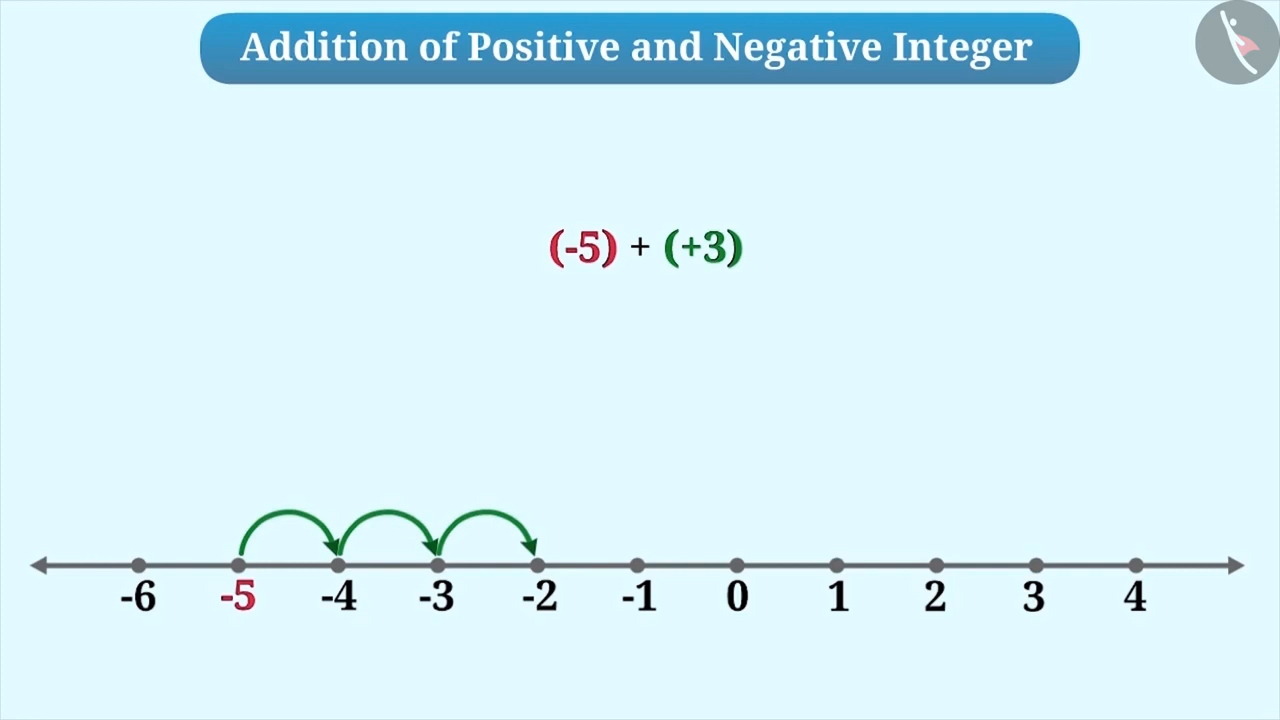 Addition of Positive and Negative Integer
(-5) + (+3)
-6 -5 -4 -3 -2 -1 0 1 2 3 4